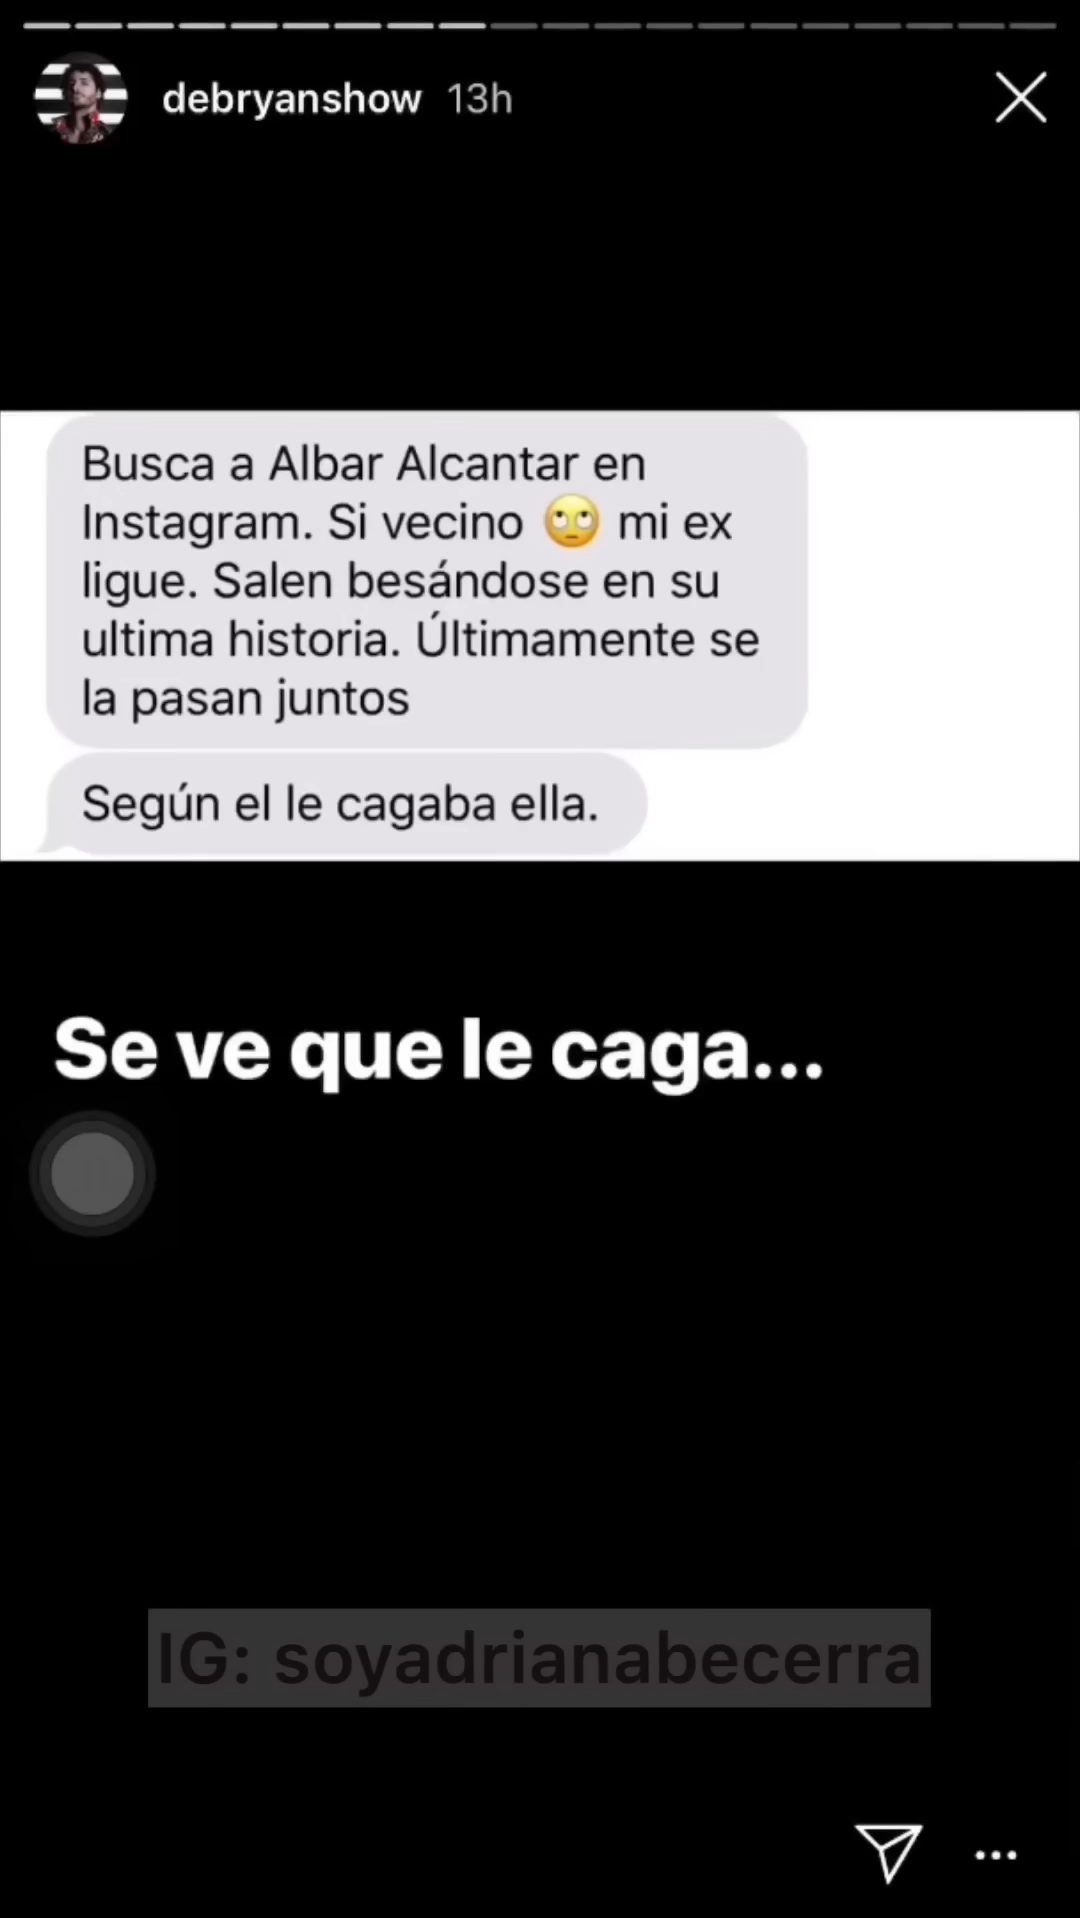 debryanshow 13h
Busca a Albar Alcantar en
Instagram. Si vecino 🙄 mi ex
ligue. Salen besándose en su
ultima historia. Últimamente se
la pasan juntos
Según el le cagaba ella.
Se ve que le caga...
IG: soyadrianabecerra